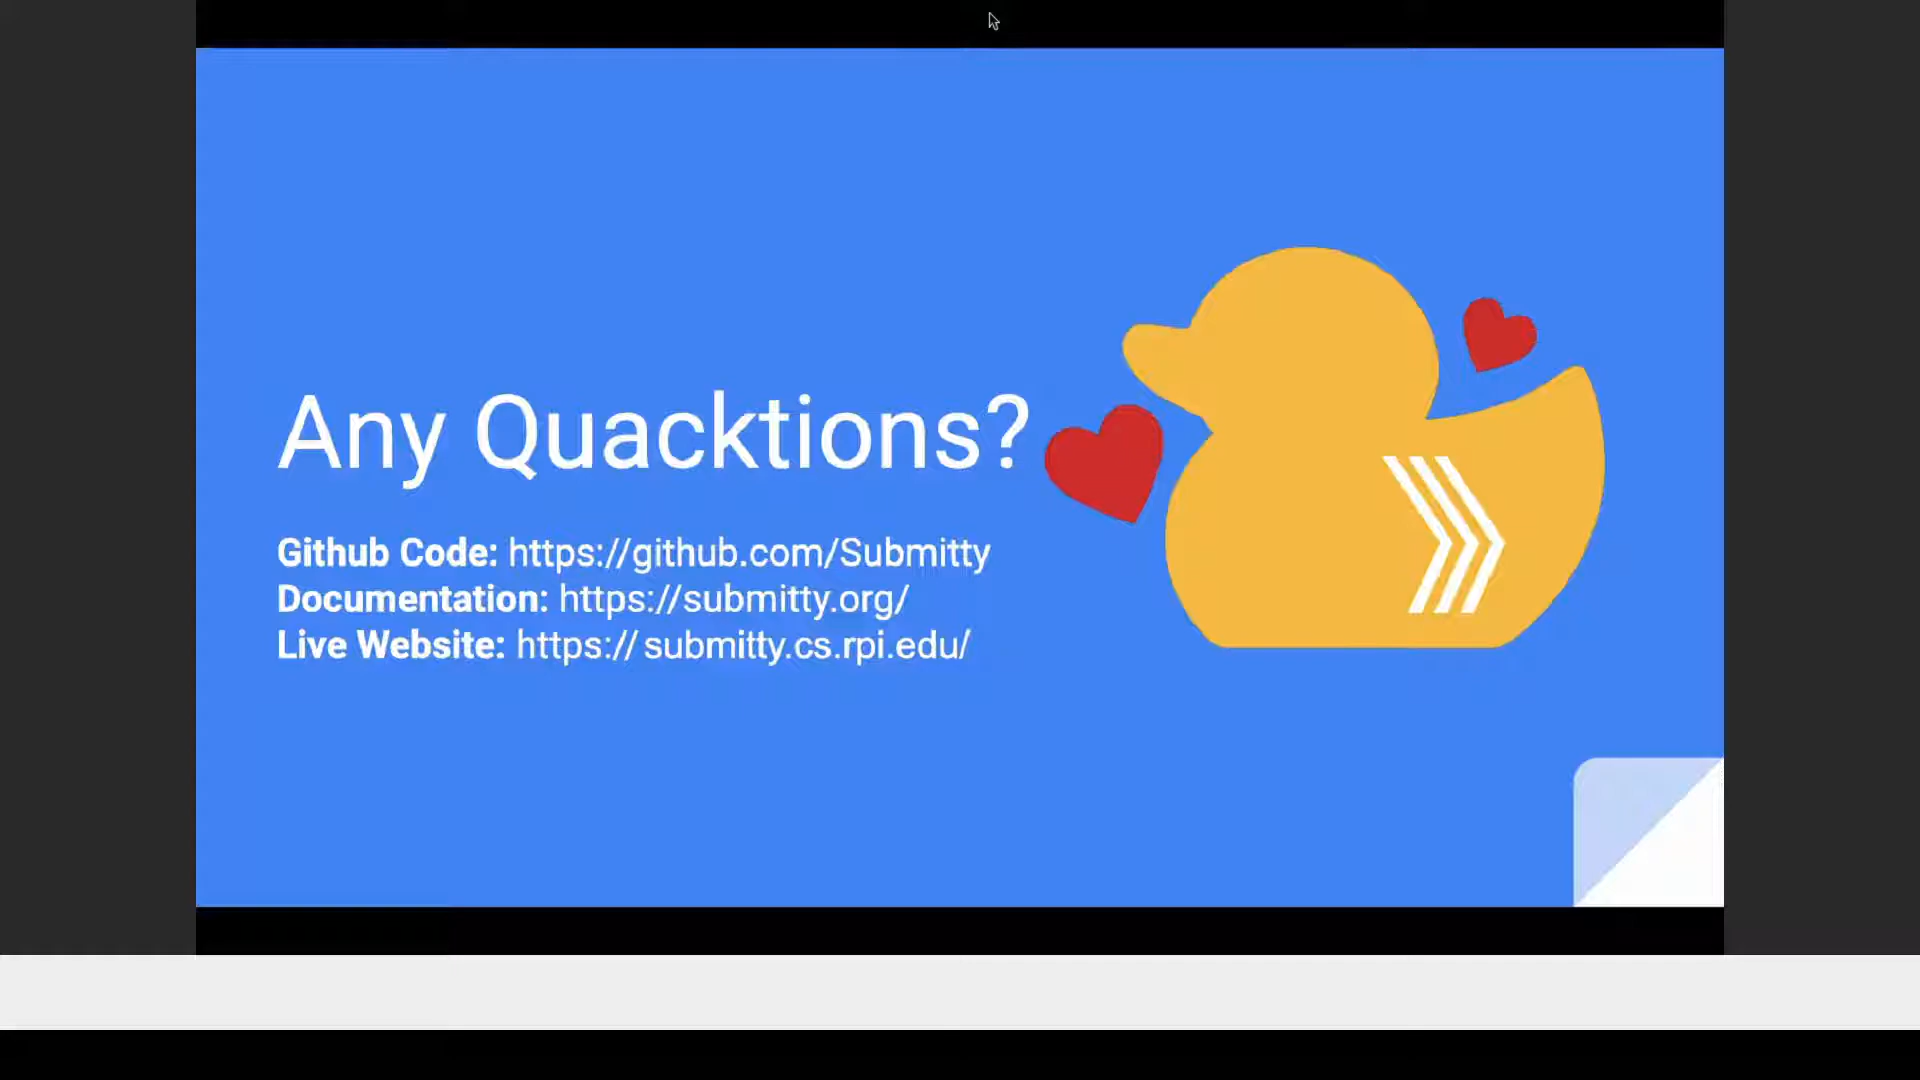 Any Quacktions?
Github Code: https://github.com/Submitty
Documentation: https://submitty.org/
Live Website: https:// submitty.cs.rpi.edu/